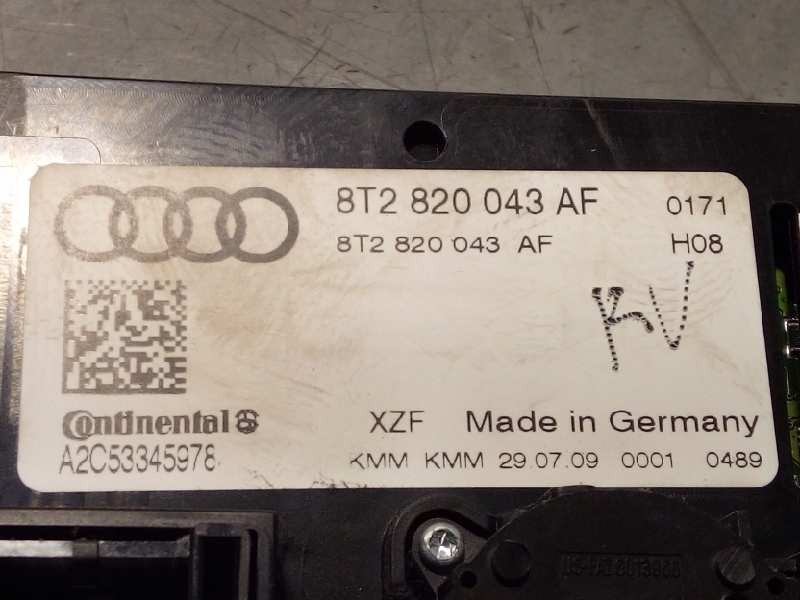 8T2 820 043 AF 0171
8T2 820 043 AF H08
KV
Continental XZF Made in Germany
A2C53345978 KMM KMM 29.07.09 0001 0489